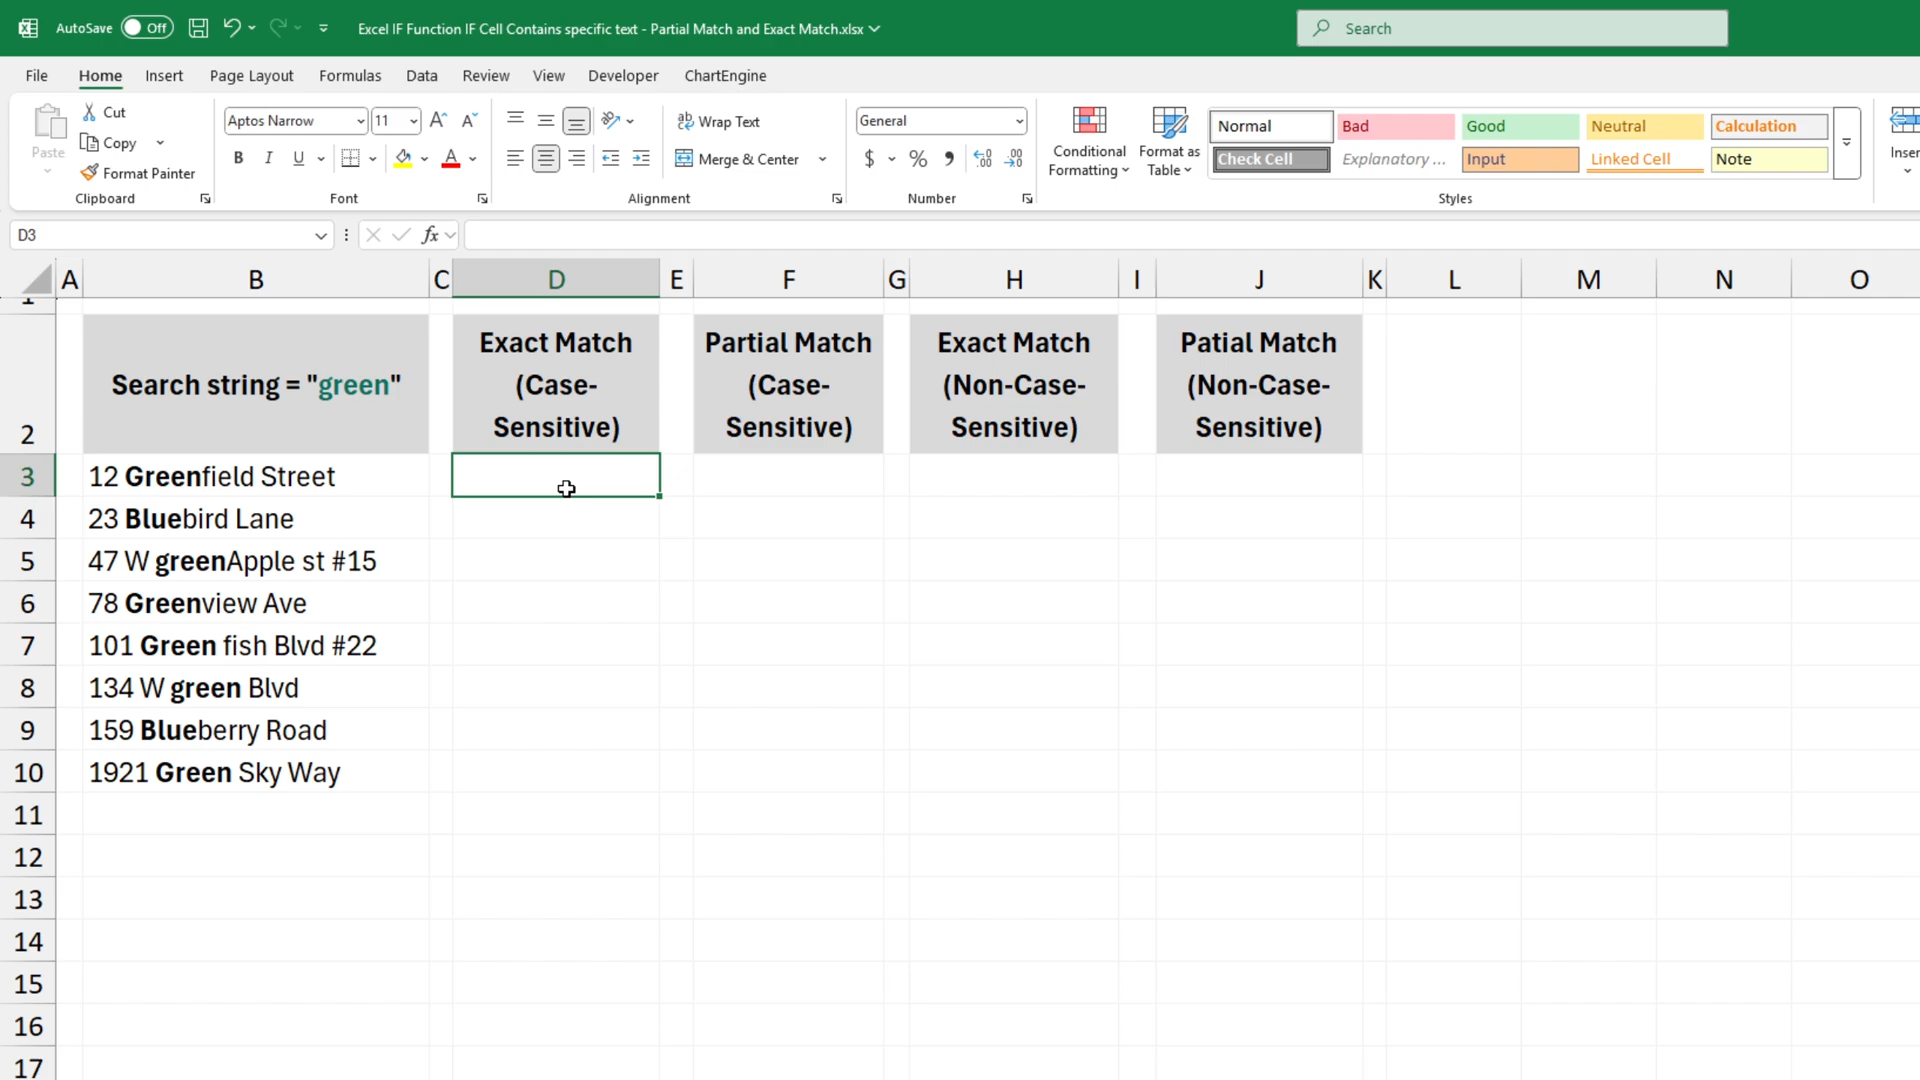 AutoSave Off Excel IF Function IF Cell Contains specific text - Partial Match and Exact Match.xlsx Search
File Home Insert Page Layout Formulas Data Review View Developer ChartEngine
Paste Cut Copy Format Painter
Clipboard
Aptos Narrow 11
B I U
Font
Wrap Text
Merge & Center
Alignment
General
$ % 9
Number
Conditional Formatting
Format as Table
Normal Bad Good Neutral Calculation
Check Cell Explanatory ... Input Linked Cell Note
Styles
Inser
D3 fx
A B C D E F G H I J K L M N O
1
2 Search string = "green"
Exact Match
(Case-
Sensitive)
Partial Match
(Case-
Sensitive)
Exact Match
(Non-Case-
Sensitive)
Patial Match
(Non-Case-
Sensitive)
3 12 Greenfield Street
4 23 Bluebird Lane
5 47 W greenApple st #15
6 78 Greenview Ave
7 101 Green fish Blvd #22
8 134 W green Blvd
9 159 Blueberry Road
10 1921 Green Sky Way
11
12
13
14
15
16
17